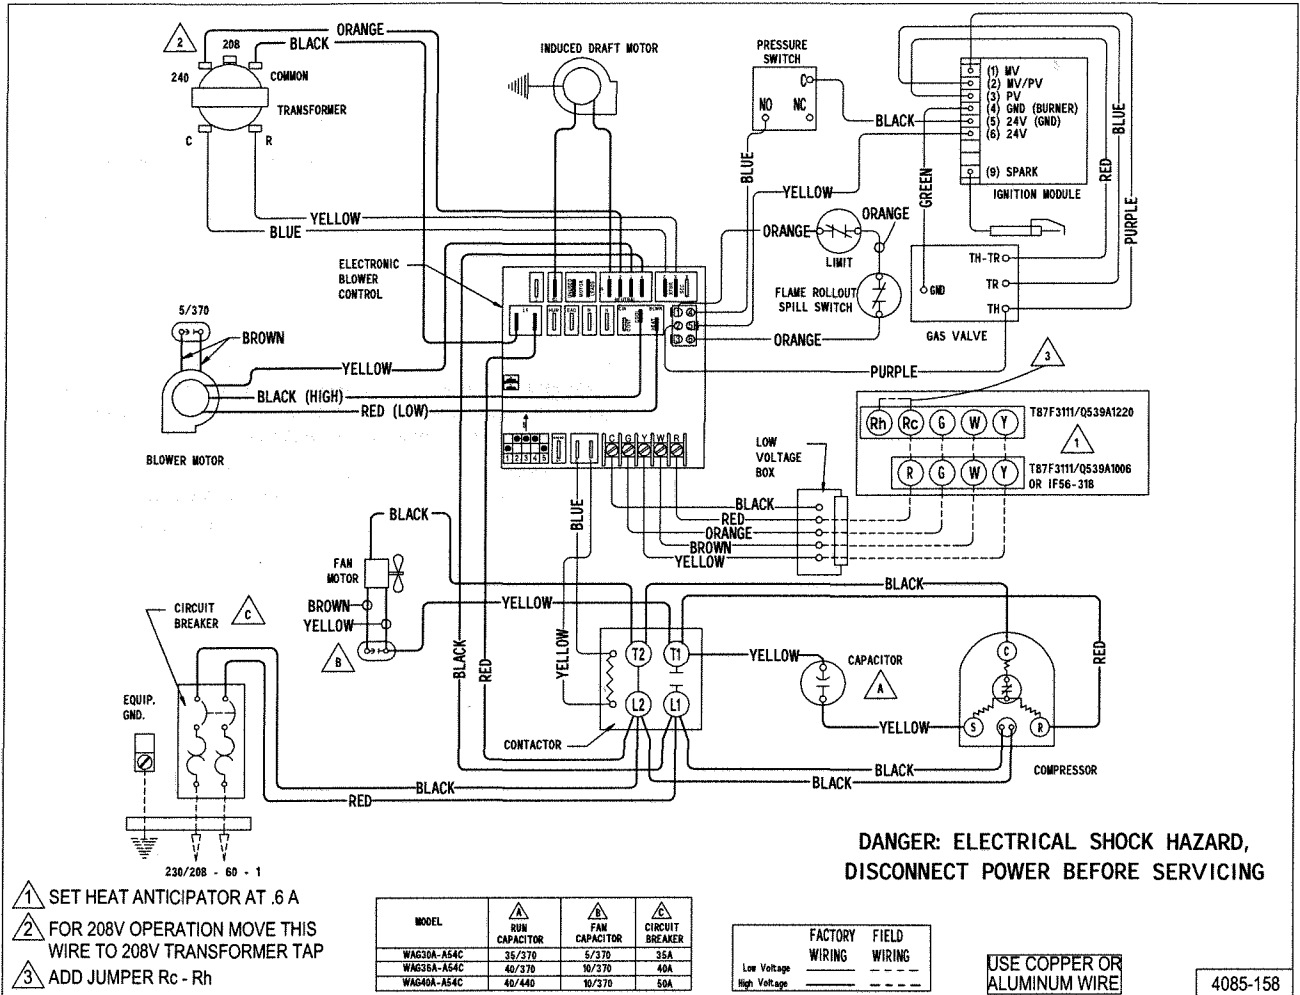 2
208
ORANGE
BLACK
240
COMMON
TRANSFORMER
C
R
YELLOW
BLUE
INDUCED DRAFT MOTOR
PRESSURE
SWITCH
C
NO
NC
BLACK
BLUE
YELLOW
GREEN
(1) MV
(2) MV/PV
(3) PV
(4) GND (BURNER)
(5) 24V (GND)
(6) 24V
(9) SPARK
IGNITION MODULE
RED
BLUE
PURPLE
ORANGE
LIMIT
ORANGE
FLAME ROLLOUT
SPILL SWITCH
ORANGE
PURPLE
TH-TR
TR
TH
GND
GAS VALVE
ELECTRONIC
BLOWER
CONTROL
NEUTRAL
5/370
BROWN
YELLOW
BLACK (HIGH)
RED (LOW)
BLOWER MOTOR
1 2 3 4 5
C G Y W R
3
Rh Rc G W Y
T87F3111/Q539A1220
1
R G W Y
T87F3111/Q539A1006
OR IF56-318
LOW
VOLTAGE
BOX
BLACK
RED
ORANGE
BROWN
YELLOW
BLUE
YELLOW
BLACK
FAN
MOTOR
BROWN
YELLOW
B
YELLOW
BLACK
RED
T2 T1
L2 L1
CONTACTOR
BLACK
YELLOW
CAPACITOR
A
YELLOW
C
S
R
RED
COMPRESSOR
BLACK
BLACK
CIRCUIT
BREAKER
C
EQUIP.
GND.
BLACK
RED
230/208 - 60 - 1
DANGER: ELECTRICAL SHOCK HAZARD,
DISCONNECT POWER BEFORE SERVICING
1 SET HEAT ANTICIPATOR AT .6 A
2 FOR 208V OPERATION MOVE THIS
WIRE TO 208V TRANSFORMER TAP
3 ADD JUMPER Rc - Rh
MODEL A RUN CAPACITOR B FAN CAPACITOR C CIRCUIT BREAKER
WAG30A-A54C 35/370 5/370 35A
WAG36A-A54C 40/370 10/370 40A
WAG40A-A54C 40/440 10/370 50A
FACTORY WIRING FIELD WIRING
Low Voltage
High Voltage
USE COPPER OR
ALUMINUM WIRE
4085-158